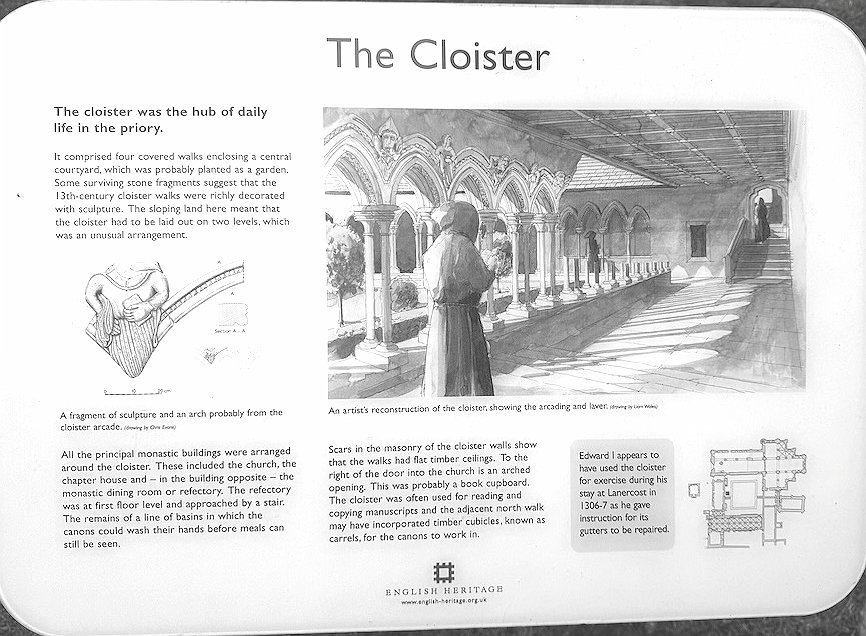 The Cloister
The cloister was the hub of daily
life in the priory.
It comprised four covered walks enclosing a central
courtyard, which was probably planted as a garden.
Some surviving stone fragments suggest that the
13th-century cloister walks were richly decorated
with sculpture. The sloping land here meant that
the cloister had to be laid out on two levels, which
was an unusual arrangement.
A
A
Section A - A
0 10 20 cm
A fragment of sculpture and an arch probably from the
cloister arcade. (drawing by Chris Evans)
All the principal monastic buildings were arranged
around the cloister. These included the church, the
chapter house and – in the building opposite – the
monastic dining room or refectory. The refectory
was at first floor level and approached by a stair.
The remains of a line of basins in which the
canons could wash their hands before meals can
still be seen.
An artist's reconstruction of the cloister, showing the arcading and laver. (drawing by Liam Wales)
Scars in the masonry of the cloister walls show
that the walks had flat timber ceilings. To the
right of the door into the church is an arched
opening. This was probably a book cupboard.
The cloister was often used for reading and
copying manuscripts and the adjacent north walk
may have incorporated timber cubicles, known as
carrels, for the canons to work in.
Edward I appears to
have used the cloister
for exercise during his
stay at Lanercost in
1306-7 as he gave
instruction for its
gutters to be repaired.
ENGLISH HERITAGE
www.english-heritage.org.uk